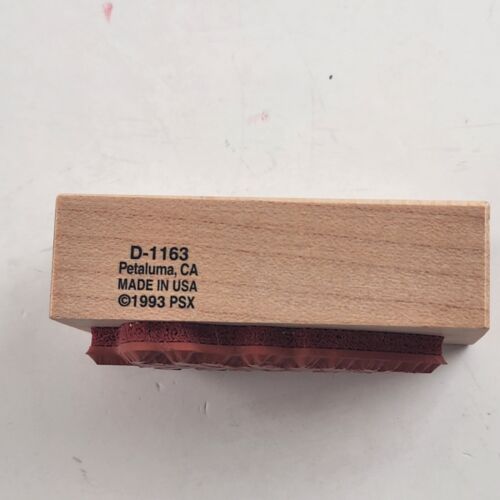 D-1163
Petaluma, CA
MADE IN USA
©1993 PSX